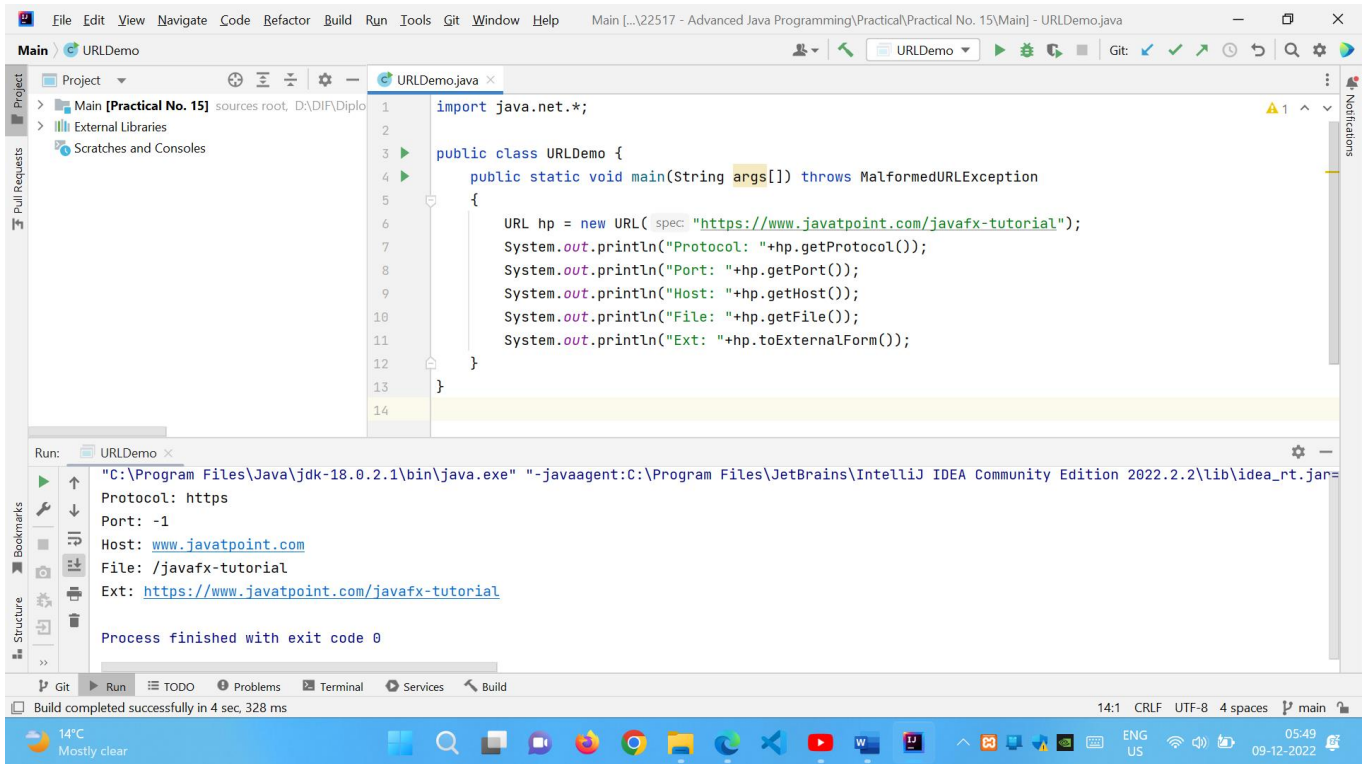 File Edit View Navigate Code Refactor Build Run Tools Git Window Help Main [...\22517 - Advanced Java Programming\Practical\Practical No. 15\Main] - URLDemo.java
Main URLDemo
URLDemo Git:
Project
URLDemo.java
Main [Practical No. 15] sources root, D:\DIF\Diplo
External Libraries
Scratches and Consoles
Project
Pull Requests
Bookmarks
Structure
Notifications
1
1 import java.net.*;
2
3 public class URLDemo {
4 public static void main(String args[]) throws MalformedURLException
5 {
6 URL hp = new URL( spec: "https://www.javatpoint.com/javafx-tutorial");
7 System.out.println("Protocol: "+hp.getProtocol());
8 System.out.println("Port: "+hp.getPort());
9 System.out.println("Host: "+hp.getHost());
10 System.out.println("File: "+hp.getFile());
11 System.out.println("Ext: "+hp.toExternalForm());
12 }
13 }
14
Run: URLDemo
"C:\Program Files\Java\jdk-18.0.2.1\bin\java.exe" "-javaagent:C:\Program Files\JetBrains\IntelliJ IDEA Community Edition 2022.2.2\lib\idea_rt.jar=
Protocol: https
Port: -1
Host: www.javatpoint.com
File: /javafx-tutorial
Ext: https://www.javatpoint.com/javafx-tutorial
Process finished with exit code 0
Git Run TODO Problems Terminal Services Build
Build completed successfully in 4 sec, 328 ms 14:1 CRLF UTF-8 4 spaces main
14°C
Mostly clear
ENG
US
05:49
09-12-2022